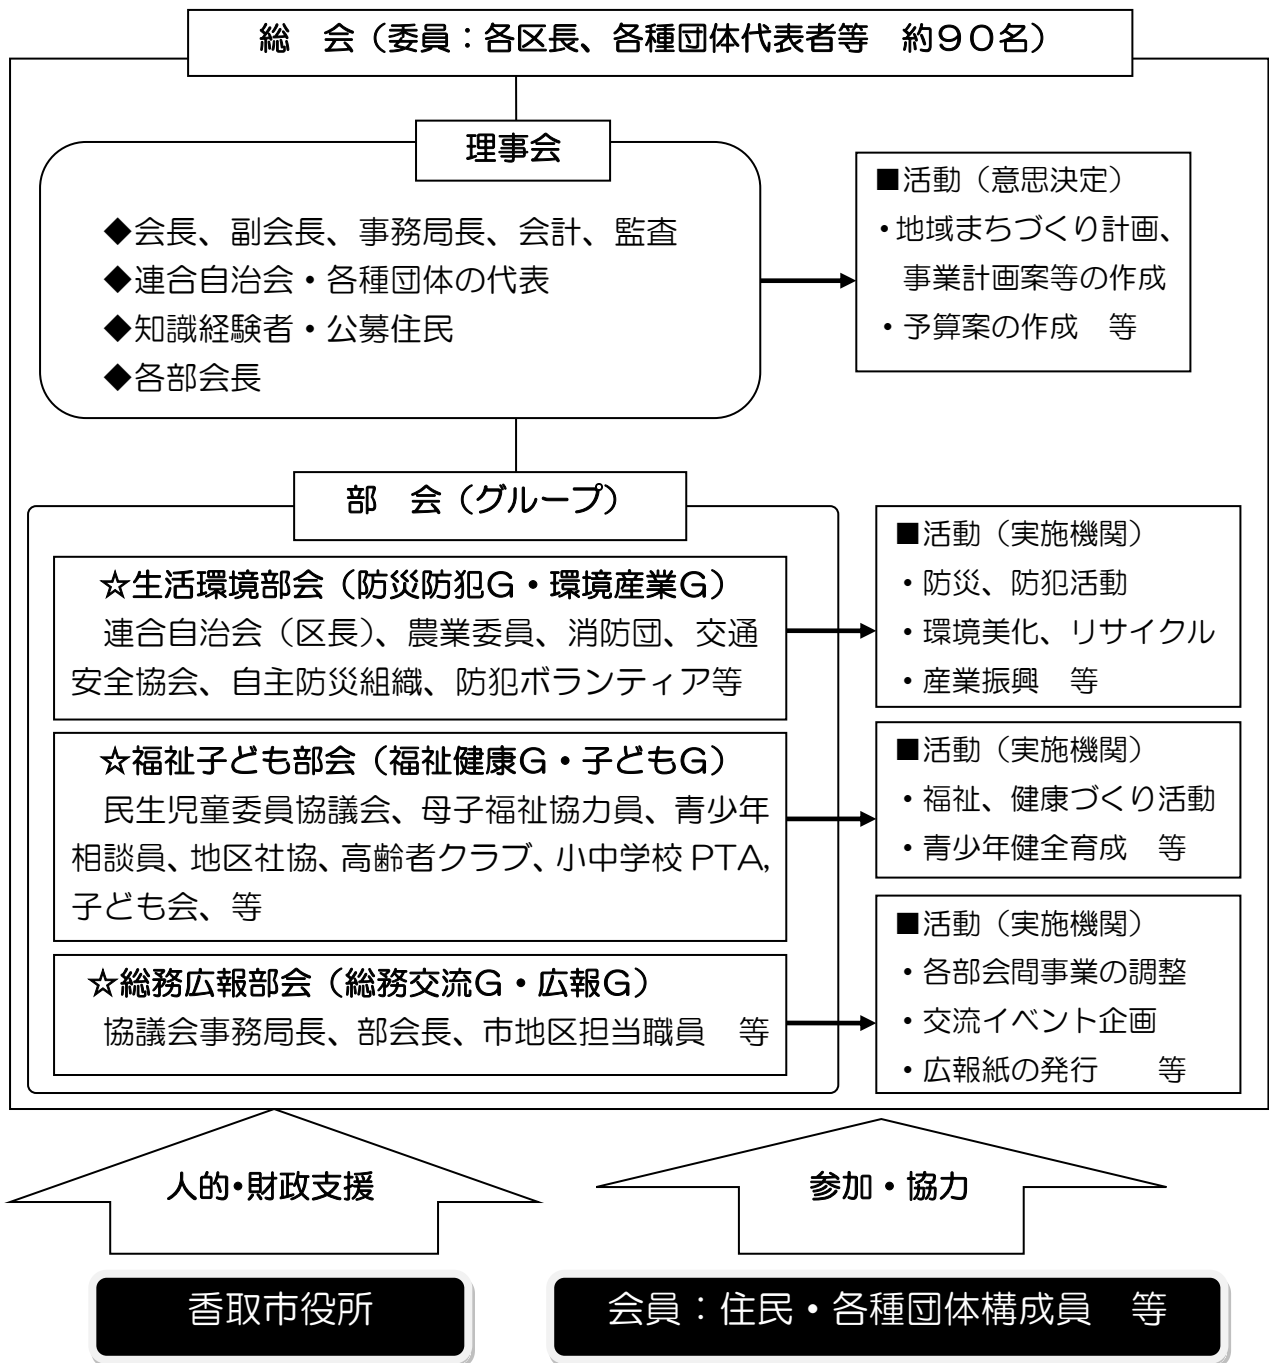 総　会（委員：各区長、各種団体代表者等　約９０名）
理事会
◆会長、副会長、事務局長、会計、監査
◆連合自治会・各種団体の代表
◆知識経験者・公募住民
◆各部会長
■活動（意思決定）
・地域まちづくり計画、
事業計画案等の作成
・予算案の作成　等
部　会（グループ）
☆生活環境部会（防災防犯Ｇ・環境産業Ｇ）
連合自治会（区長）、農業委員、消防団、交通
安全協会、自主防災組織、防犯ボランティア等
■活動（実施機関）
・防災、防犯活動
・環境美化、リサイクル
・産業振興　等
☆福祉子ども部会（福祉健康Ｇ・子どもＧ）
民生児童委員協議会、母子福祉協力員、青少年
相談員、地区社協、高齢者クラブ、小中学校 PTA,
子ども会、等
■活動（実施機関）
・福祉、健康づくり活動
・青少年健全育成　等
☆総務広報部会（総務交流Ｇ・広報Ｇ）
協議会事務局長、部会長、市地区担当職員　等
■活動（実施機関）
・各部会間事業の調整
・交流イベント企画
・広報紙の発行　　等
人的・財政支援
参加・協力
香取市役所
会員：住民・各種団体構成員　等